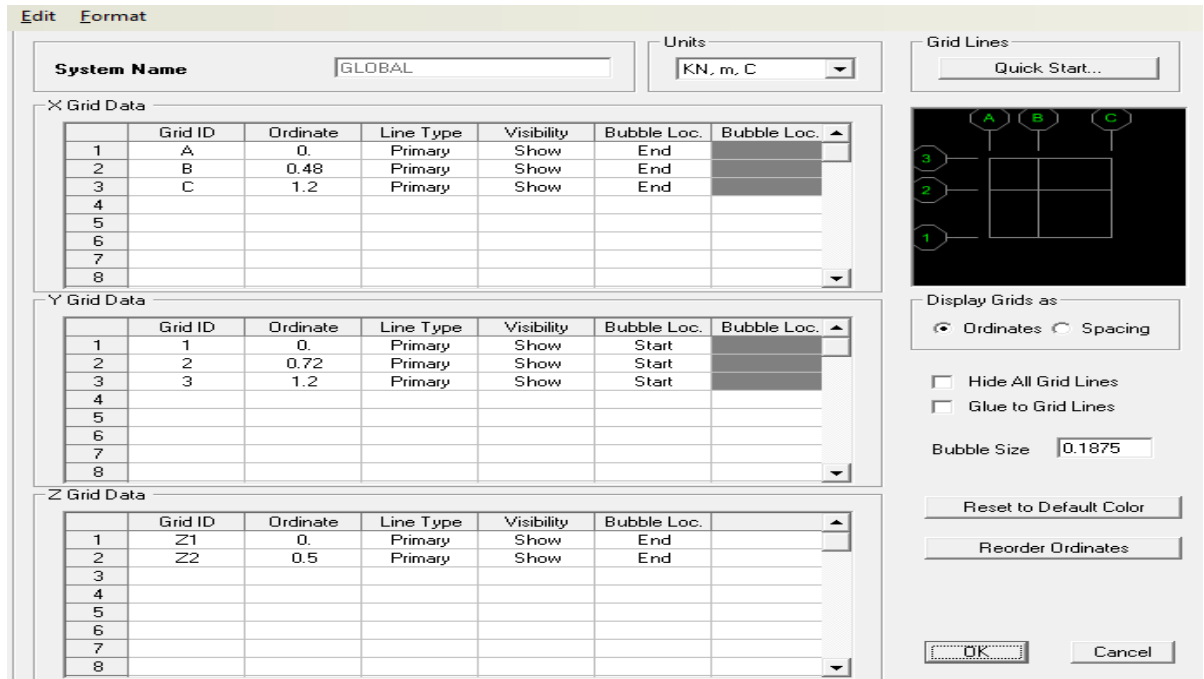 Edit Format
System Name GLOBAL
Units
KN, m, C
Grid Lines
Quick Start...
X Grid Data
Grid ID Ordinate Line Type Visibility Bubble Loc. Bubble Loc.
1 A 0. Primary Show End
2 B 0.48 Primary Show End
3 C 1.2 Primary Show End
4
5
6
7
8
A B C
3
2
1
Y Grid Data
Grid ID Ordinate Line Type Visibility Bubble Loc. Bubble Loc.
1 1 0. Primary Show Start
2 2 0.72 Primary Show Start
3 3 1.2 Primary Show Start
4
5
6
7
8
Display Grids as
Ordinates Spacing
Hide All Grid Lines
Glue to Grid Lines
Bubble Size 0.1875
Z Grid Data
Grid ID Ordinate Line Type Visibility Bubble Loc.
1 Z1 0. Primary Show End
2 Z2 0.5 Primary Show End
3
4
5
6
7
8
Reset to Default Color
Reorder Ordinates
OK Cancel